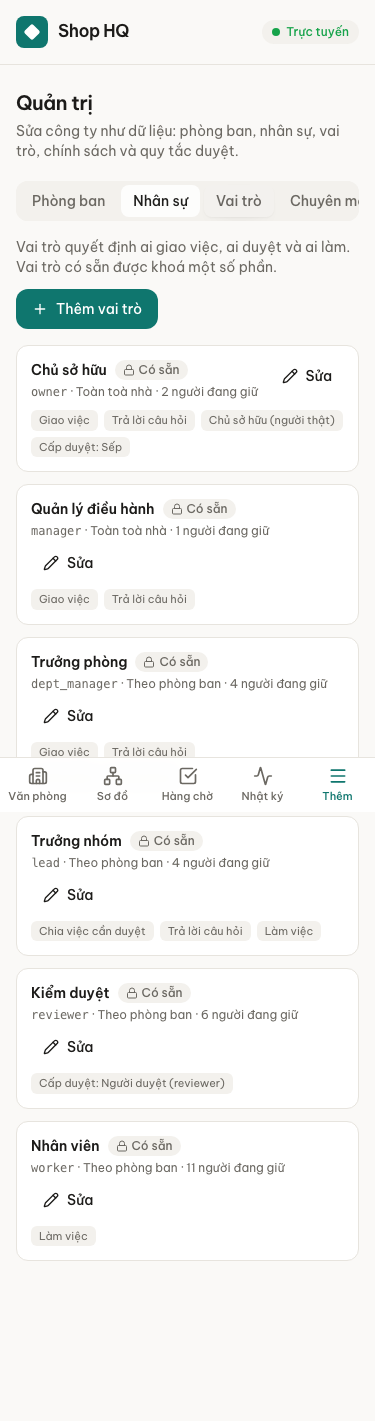 Shop HQ
Trực tuyến
Quản trị
Sửa công ty như dữ liệu: phòng ban, nhân sự, vai
trò, chính sách và quy tắc duyệt.
Phòng ban
Nhân sự
Vai trò
Chuyên mô
Vai trò quyết định ai giao việc, ai duyệt và ai làm.
Vai trò có sẵn được khoá một số phần.
Thêm vai trò
Chủ sở hữu Có sẵn
Sửa
owner · Toàn toà nhà · 2 người đang giữ
Giao việc Trả lời câu hỏi Chủ sở hữu (người thật)
Cấp duyệt: Sếp
Quản lý điều hành Có sẵn
manager · Toàn toà nhà · 1 người đang giữ
Sửa
Giao việc Trả lời câu hỏi
Trưởng phòng Có sẵn
dept_manager · Theo phòng ban · 4 người đang giữ
Sửa
Giao việc Trả lời câu hỏi
Văn phòng Sơ đồ Hàng chờ Nhật ký Thêm
Trưởng nhóm Có sẵn
lead · Theo phòng ban · 4 người đang giữ
Sửa
Chia việc cần duyệt Trả lời câu hỏi Làm việc
Kiểm duyệt Có sẵn
reviewer · Theo phòng ban · 6 người đang giữ
Sửa
Cấp duyệt: Người duyệt (reviewer)
Nhân viên Có sẵn
worker · Theo phòng ban · 11 người đang giữ
Sửa
Làm việc